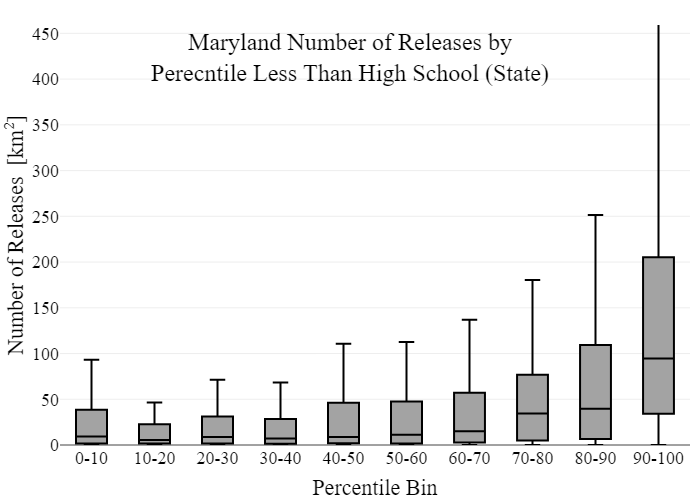 Maryland Number of Releases by
Perecntile Less Than High School (State)
Number of Releases [km²]
450
400
350
300
250
200
150
100
50
0
0-10 10-20 20-30 30-40 40-50 50-60 60-70 70-80 80-90 90-100
Percentile Bin